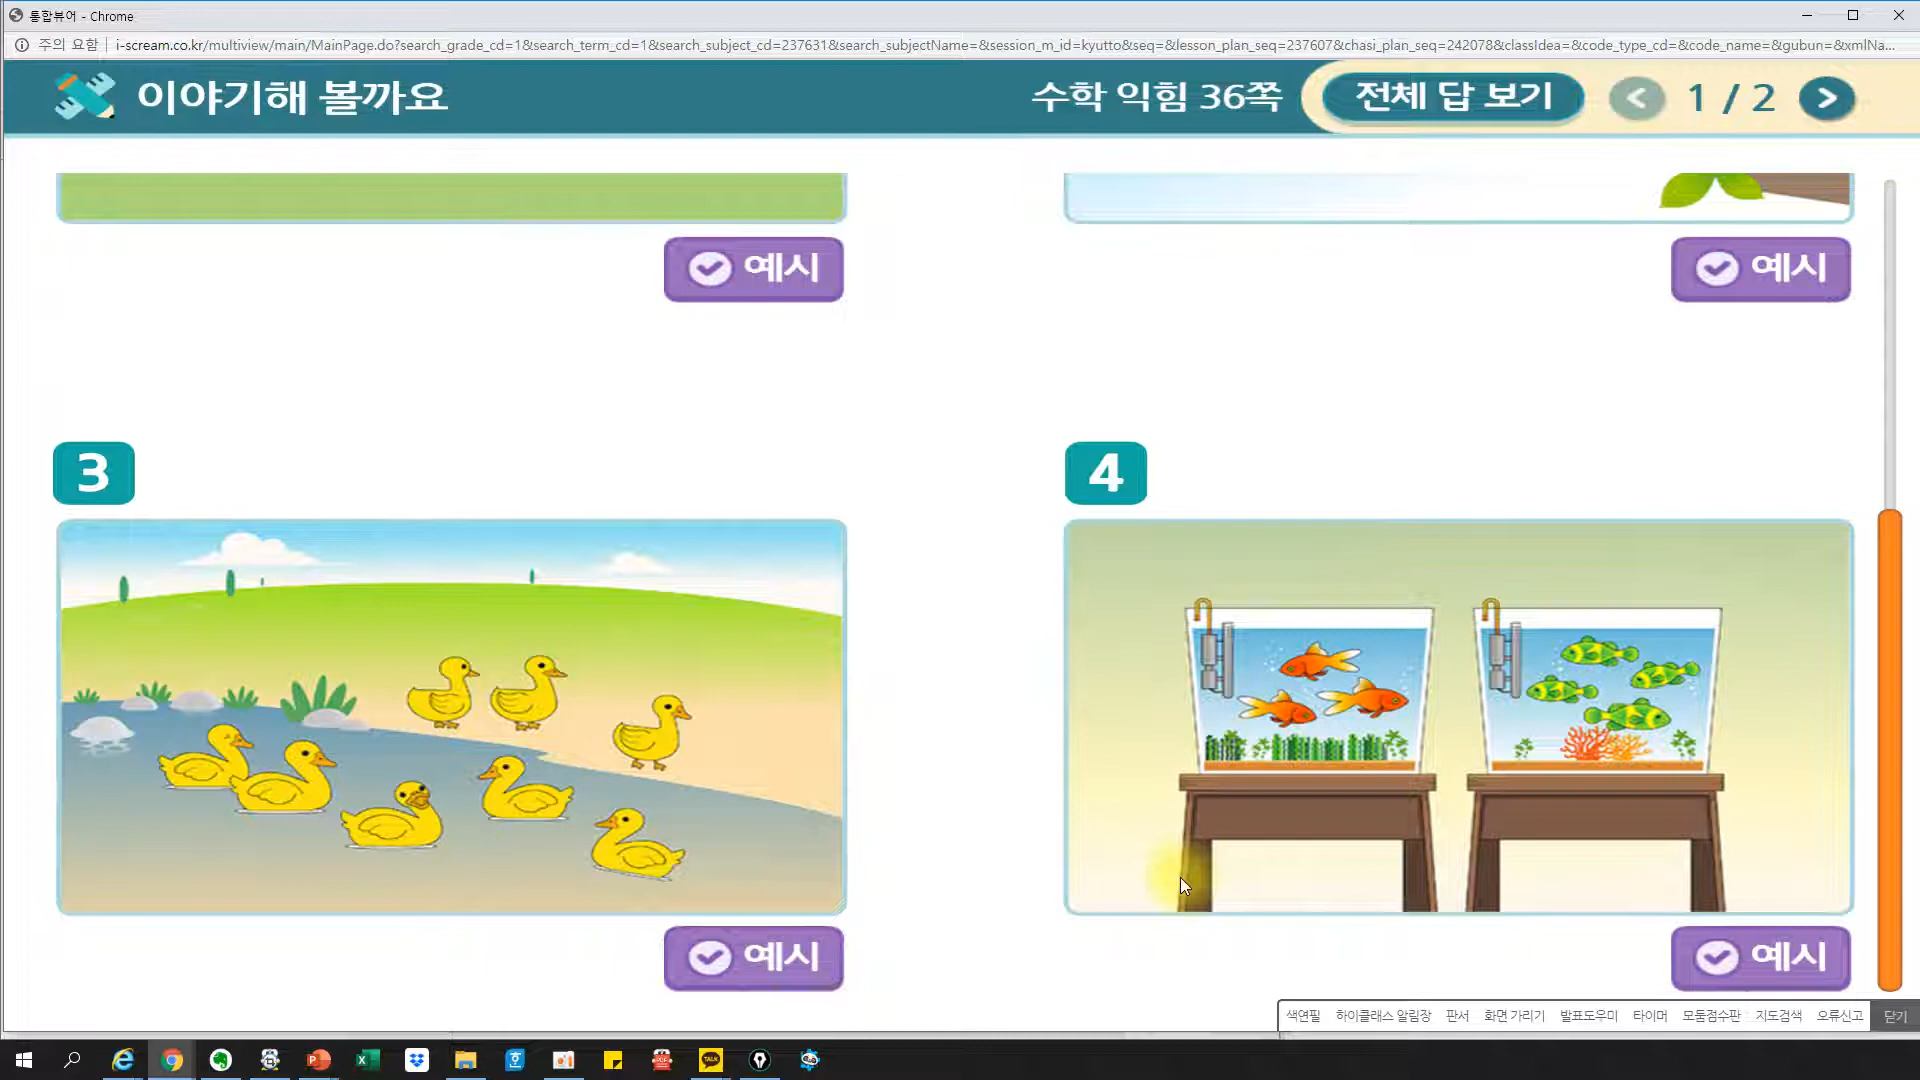 통합뷰어 - Chrome
주의 요함 | i-scream.co.kr/multiview/main/MainPage.do?search_grade_cd=1&search_term_cd=1&search_subject_cd=237631&search_subjectName=&session_m_id=kyutto&seq=&lesson_plan_seq=237607&chasi_plan_seq=242078&classIdea=&code_type_cd=&code_name=&gubun=&xmlNa...
이야기해 볼까요 수학 익힘 36쪽 전체 답 보기 1 / 2
예시 예시
3 4
예시 예시
색연필 하이클래스 알림장 판서 화면 가리기 발표도우미 타이머 모둠점수판 지도검색 오류신고 닫기